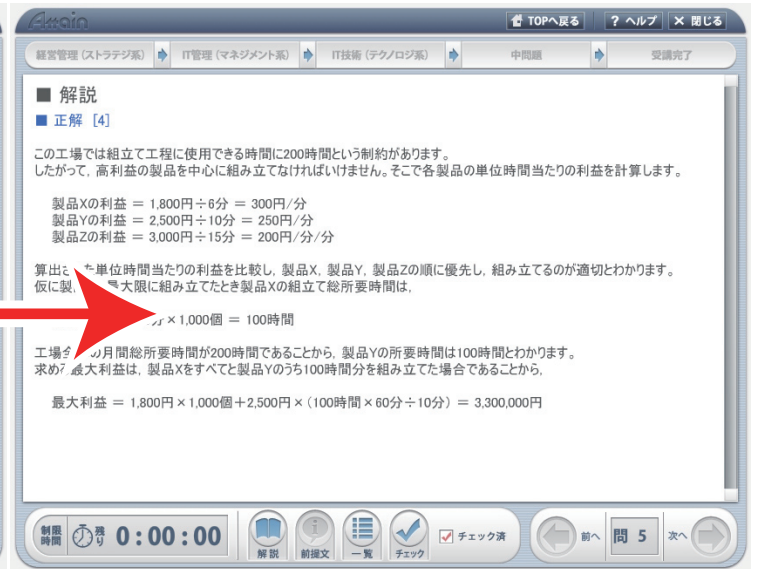 Amain
TOPへ戻る ? ヘルプ × 閉じる
経営管理 (ストラテジ系) IT管理 (マネジメント系) IT技術 (テクノロジ系) 中問題 受講完了
■ 解説
■ 正解 [4]
この工場では組立て工程に使用できる時間に200時間という制約があります。
したがって, 高利益の製品を中心に組み立てなければいけません。そこで各製品の単位時間当たりの利益を計算します。
製品Xの利益 = 1,800円÷6分 = 300円/分
製品Yの利益 = 2,500円÷10分 = 250円/分
製品Zの利益 = 3,000円÷15分 = 200円/分/分
算出 た単位時間当たりの利益を比較し, 製品X, 製品Y, 製品Zの順に優先し, 組み立てるのが適切とわかります。
仮に製 最大限に組み立てたとき製品Xの組立て総所要時間は,
×1,000個 = 100時間
工場全 の月間総所要時間が200時間であることから, 製品Yの所要時間は100時間とわかります。
求め 最大利益は, 製品Xをすべてと製品Yのうち100時間分を組み立てた場合であることから,
最大利益 = 1,800円×1,000個+2,500円×(100時間×60分÷10分) = 3,300,000円
制限時間 残り 0:00:00 解説 前提文 一覧 チェック チェック済 前へ 問 5 次へ